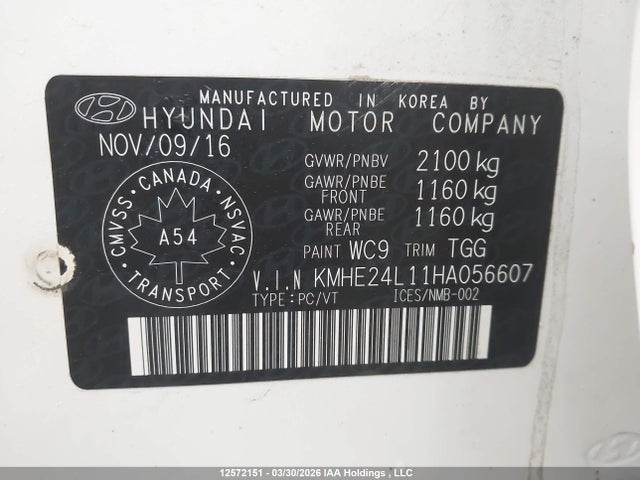 MANUFACTURED IN KOREA BY
HYUNDAI MOTOR COMPANY
NOV/09/16
GVWR/PNBV 2100 kg
GAWR/PNBE FRONT 1160 kg
GAWR/PNBE REAR 1160 kg
PAINT WC9 TRIM TGG
CANADA
CMVSS
NSVAC
A54
TRANSPORT
V.I.N KMHE24L11HA056607
TYPE : PC/VT ICES/NMB-002
12572151 - 03/30/2026 IAA Holdings , LLC